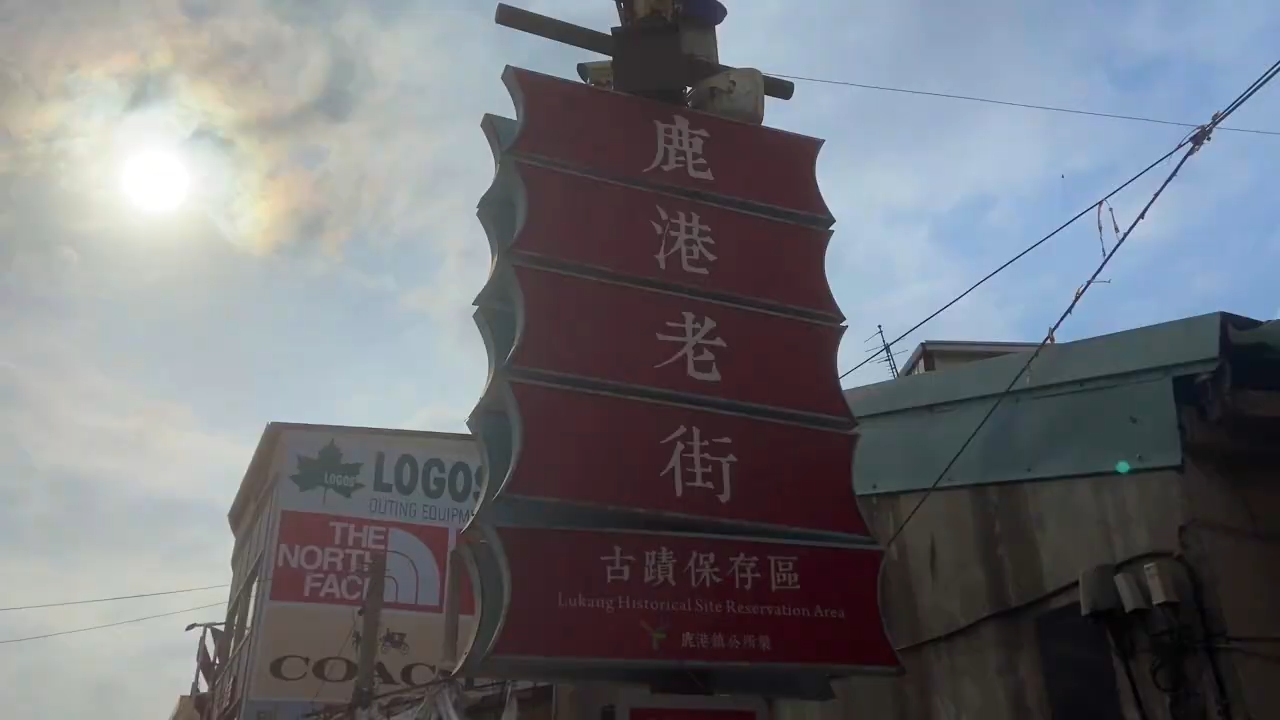 鹿
港
老
街
古蹟保存區
Lukang Historical Site Reservation Area
鹿港鎮公所製
LOGOS
LOGOS
OUTING EQUIPM
THE
NORTH
FACE
COAC